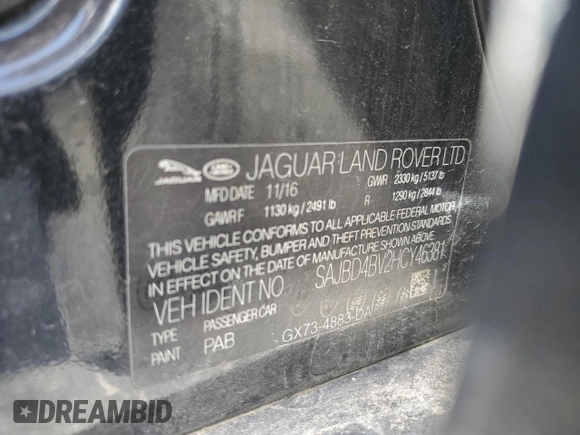 JAGUAR LAND ROVER LTD
MFD DATE 11/16 GVWR 2330 kg / 5137 lb
GAWR F 1130 kg / 2491 lb R 1290 kg / 2844 lb
THIS VEHICLE CONFORMS TO ALL APPLICABLE FEDERAL MOTOR
VEHICLE SAFETY, BUMPER AND THEFT PREVENTION STANDARDS
IN EFFECT ON THE DATE OF MANUFACTURE SHOWN ABOVE.
VEH IDENT NO SAJBD4BV2HCY46381
TYPE PASSENGER CAR
PAINT PAB GX73-4883-DA
DREAMBID